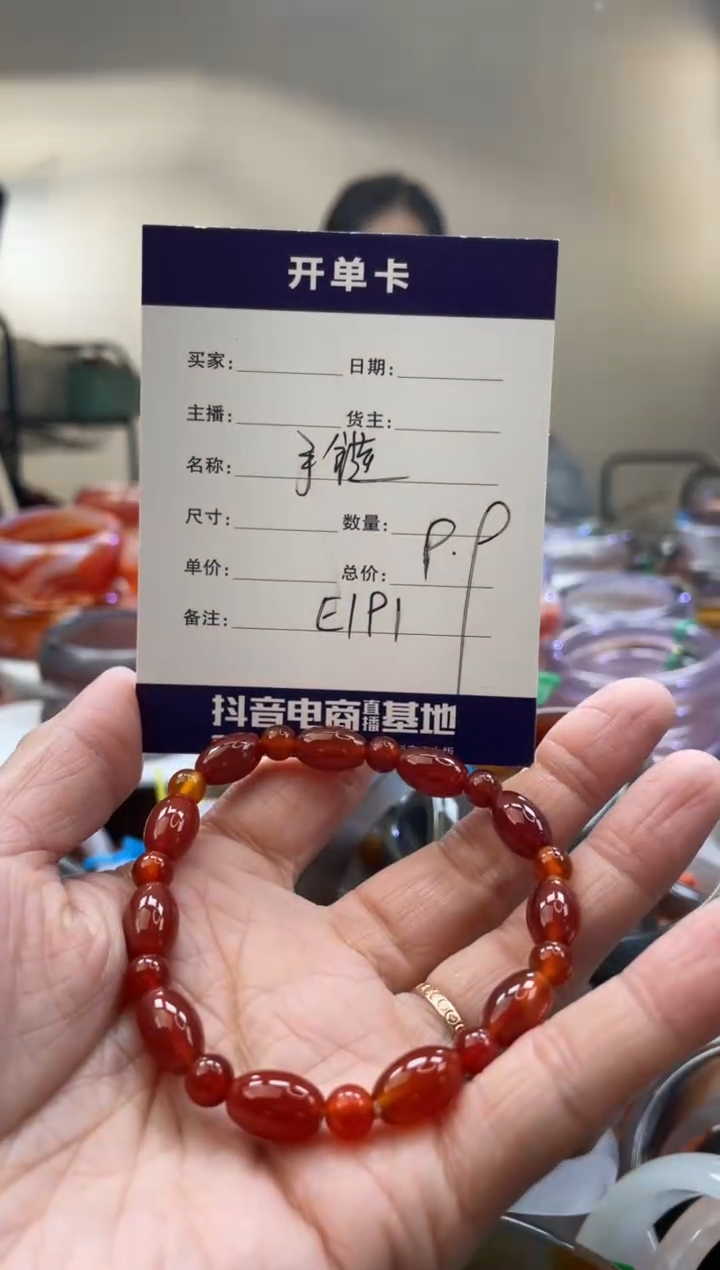 开单卡
买家: 日期:
主播: 货主:
名称: 手链
尺寸: 数量:
单价: 总价: P.P
备注: E1P1
抖音电商直播基地